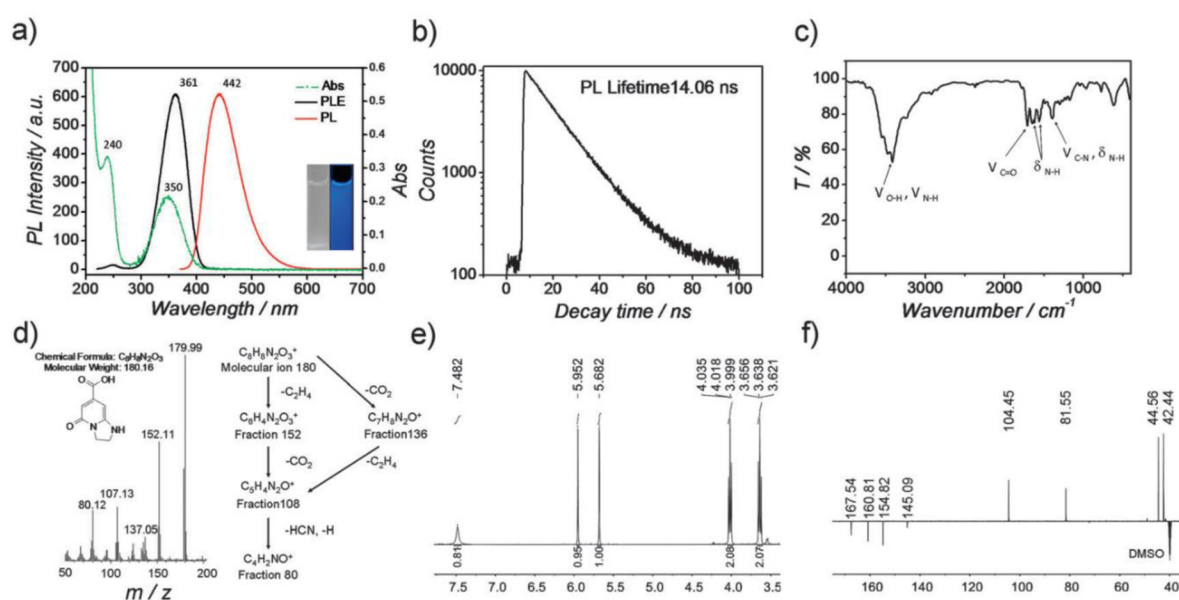 a)
700
600
500
400
300
200
100
0
PL Intensity / a.u.
240
361
442
350
Abs
PLE
PL
0.6
0.5
0.4
0.3
0.2
0.1
0.0
Abs
200 300 400 500 600 700
Wavelength / nm
b)
10000
1000
100
Counts
PL Lifetime14.06 ns
0 20 40 60 80 100
Decay time / ns
c)
100
80
60
40
20
0
T / %
V O-H , V N-H
V C=O
δ N-H
V C-N , δ N-H
4000 3000 2000 1000
Wavenumber / cm-1
d)
Chemical Formula: C8H8N2O3
Molecular Weight: 180.16
O OH
O N NH
179.99
152.11
107.13
80.12
137.05
50 100 150 200
m / z
C8H8N2O3+
Molecular ion 180
-C2H4
-CO2
C6H4N2O3+
Fraction 152
C7H8N2O+
Fraction136
-CO2
-C2H4
C5H4N2O+
Fraction108
-HCN, -H
C4H2NO+
Fraction 80
e)
7.482
5.952
5.682
4.035
4.018
3.999
3.656
3.638
3.621
0.81
0.95
1.00
2.08
2.07
7.5 7.0 6.5 6.0 5.5 5.0 4.5 4.0 3.5
f)
167.54
160.81
154.82
145.09
104.45
81.55
44.56
42.44
DMSO
160 140 120 100 80 60 40